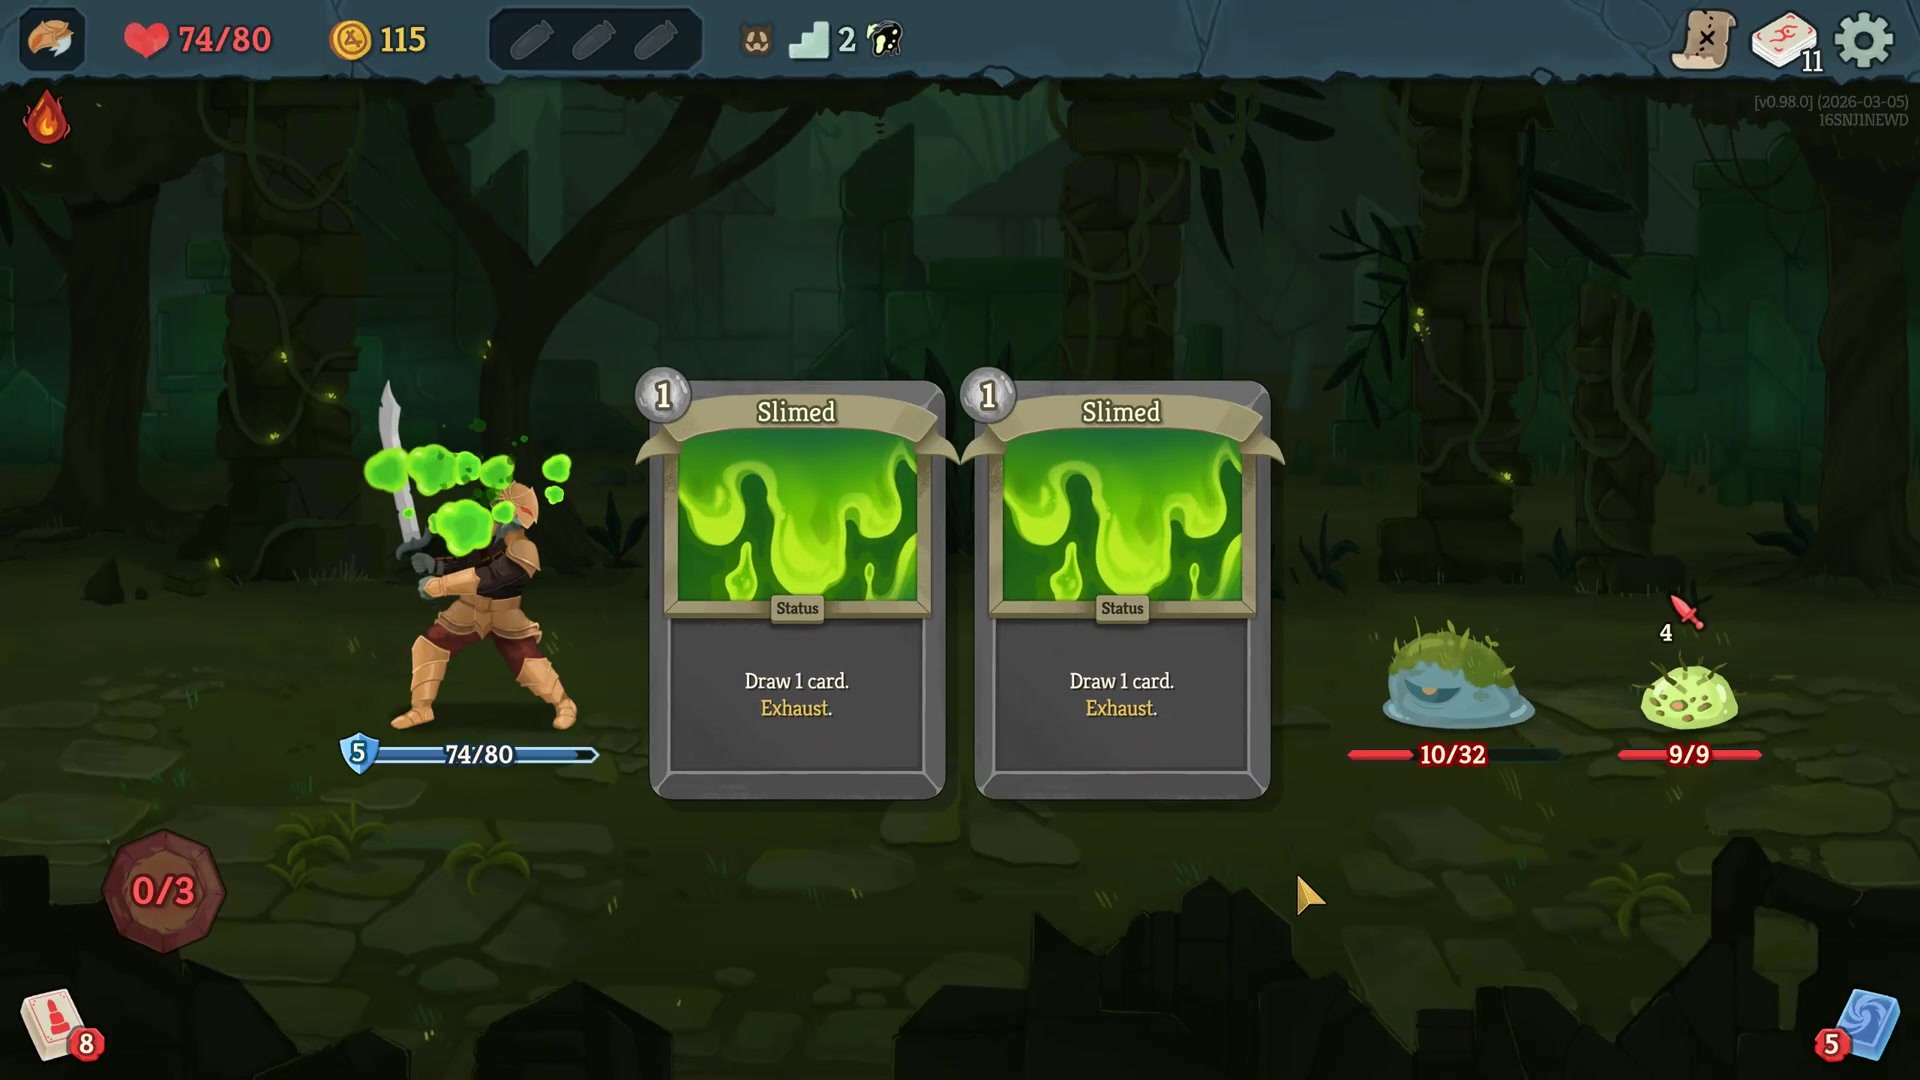 74/80
115
2
11
[v0.98.0] (2026-03-05)
16SNJ1NEWD
1
Slimed
Status
Draw 1 card.
Exhaust.
1
Slimed
Status
Draw 1 card.
Exhaust.
4
5
74/80
10/32
9/9
0/3
8
5